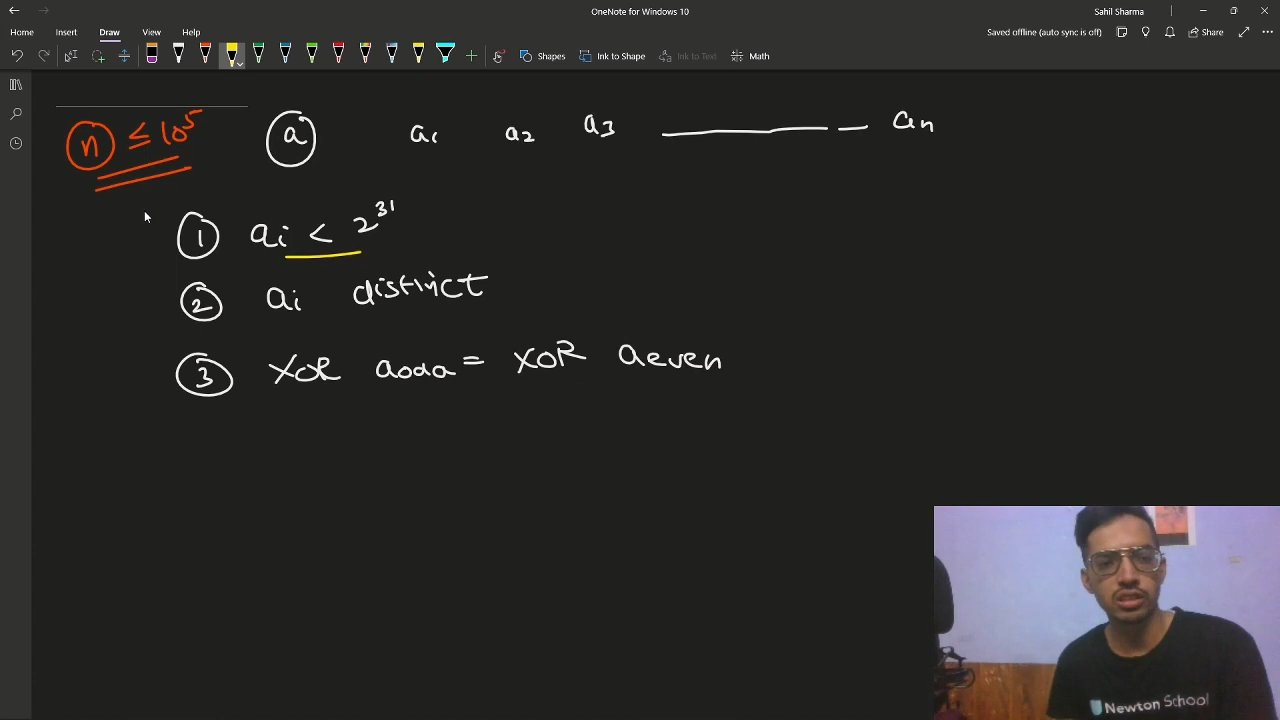 OneNote for Windows 10
Sahil Sharma
Home Insert Draw View Help
Saved offline (auto sync is off) Share
Shapes Ink to Shape Ink to Text Math
n ≤ 10⁵ a a₁ a₂ a₃ — aₙ
1 aᵢ < 2³¹
2 aᵢ distinct
3 XOR aodd = XOR aeven
Newton School